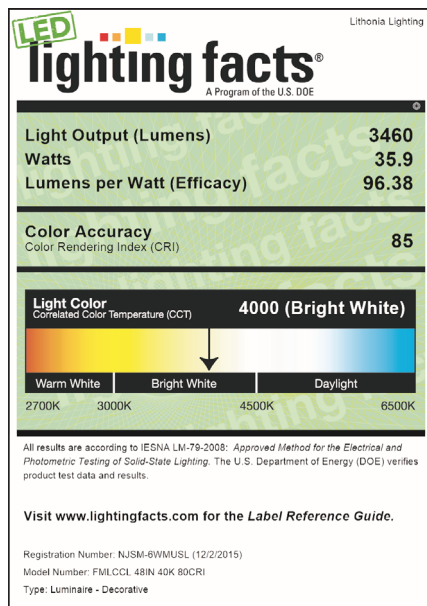 Lithonia Lighting
LED
lighting facts®
A Program of the U.S. DOE
Light Output (Lumens) 3460
Watts 35.9
Lumens per Watt (Efficacy) 96.38
Color Accuracy
Color Rendering Index (CRI) 85
Light Color
Correlated Color Temperature (CCT) 4000 (Bright White)
Warm White Bright White Daylight
2700K 3000K 4500K 6500K
All results are according to IESNA LM-79-2008: Approved Method for the Electrical and
Photometric Testing of Solid-State Lighting. The U.S. Department of Energy (DOE) verifies
product test data and results.
Visit www.lightingfacts.com for the Label Reference Guide.
Registration Number: NJSM-6WMUSL (12/2/2015)
Model Number: FMLCCL 48IN 40K 80CRI
Type: Luminaire - Decorative